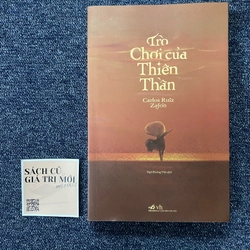 Trò
Chơi của
Thiên
Thần
Carlos Ruiz
Zafón
SÁCH CŨ
GIÁ TRỊ MỚI